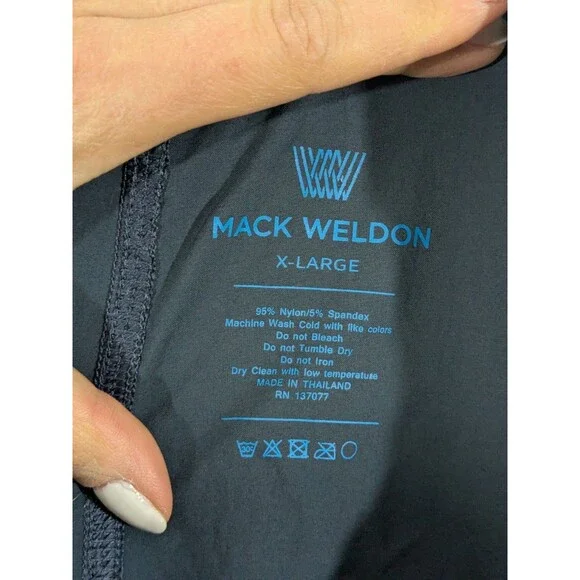 MACK WELDON
X-LARGE
95% Nylon/5% Spandex
Machine Wash Cold with like colors
Do not Bleach
Do not Tumble Dry
Do not Iron
Dry Clean with low temperature
MADE IN THAILAND
RN 137077
30°